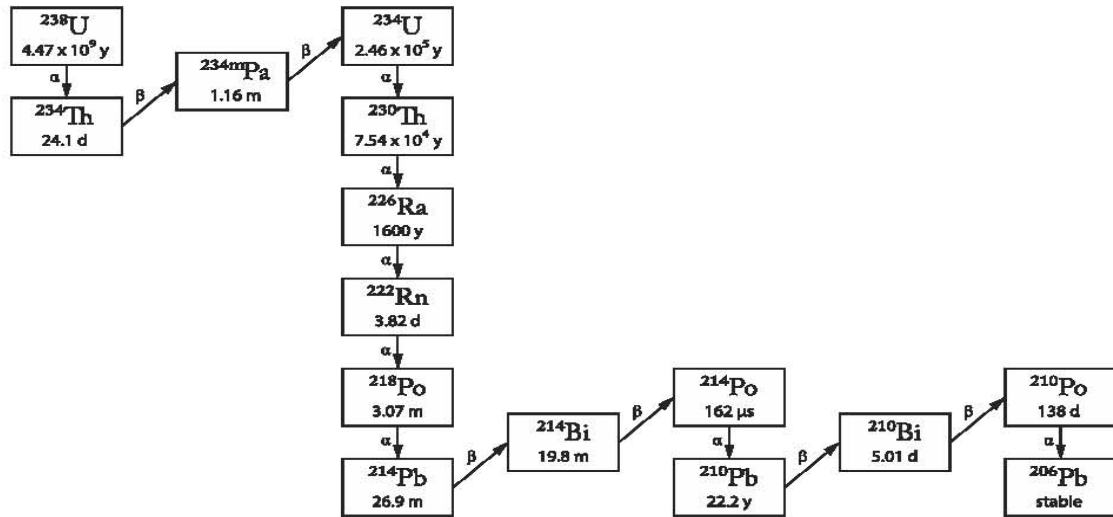 ²³⁸U
4.47 x 10⁹ y
α
²³⁴Th
24.1 d
β
²³⁴ᵐPa
1.16 m
β
²³⁴U
2.46 x 10⁵ y
α
²³⁰Th
7.54 x 10⁴ y
α
²²⁶Ra
1600 y
α
²²²Rn
3.82 d
α
²¹⁸Po
3.07 m
α
²¹⁴Pb
26.9 m
β
²¹⁴Bi
19.8 m
β
²¹⁴Po
162 µs
α
²¹⁰Pb
22.2 y
β
²¹⁰Bi
5.01 d
β
²¹⁰Po
138 d
α
²⁰⁶Pb
stable